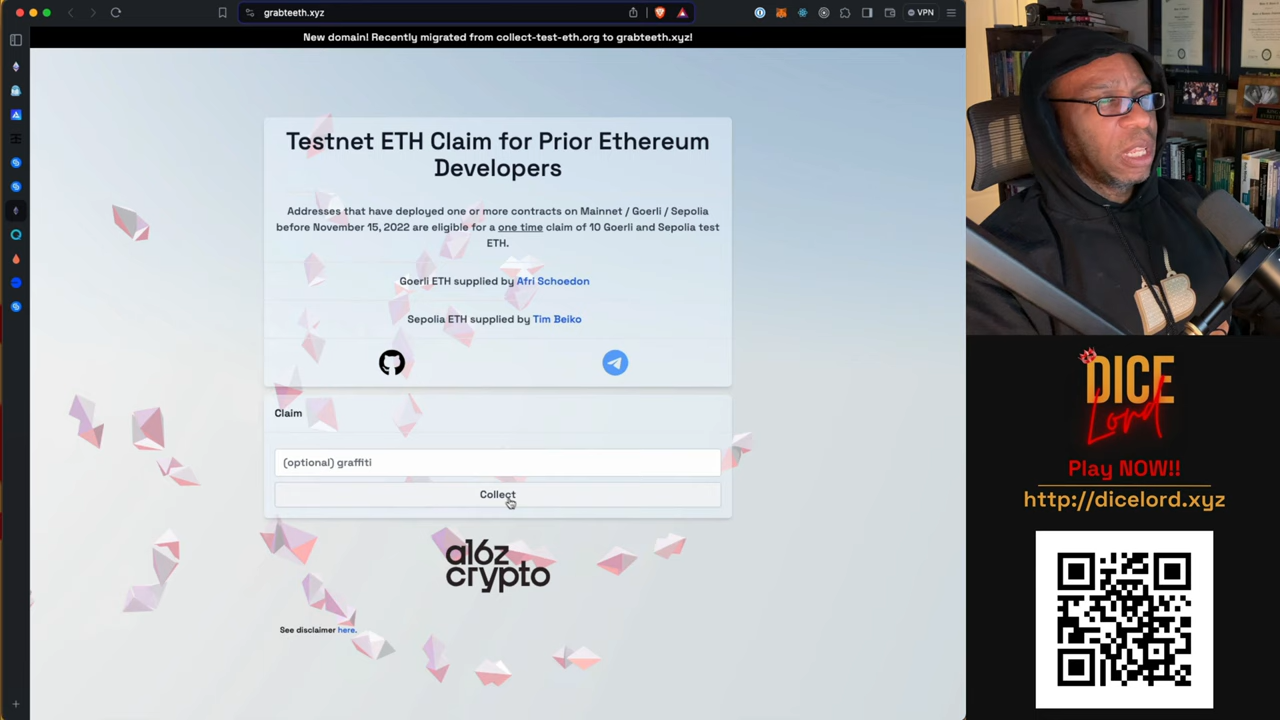 grabteeth.xyz
VPN
New domain! Recently migrated from collect-test-eth.org to grabteeth.xyz!
Testnet ETH Claim for Prior Ethereum
Developers
Addresses that have deployed one or more contracts on Mainnet / Goerli / Sepolia
before November 15, 2022 are eligible for a one time claim of 10 Goerli and Sepolia test
ETH.
Goerli ETH supplied by Afri Schoedon
Sepolia ETH supplied by Tim Beiko
Claim
(optional) graffiti
Collect
a16z
crypto
See disclaimer here.
DICE
Lord
Play NOW!!
http://dicelord.xyz